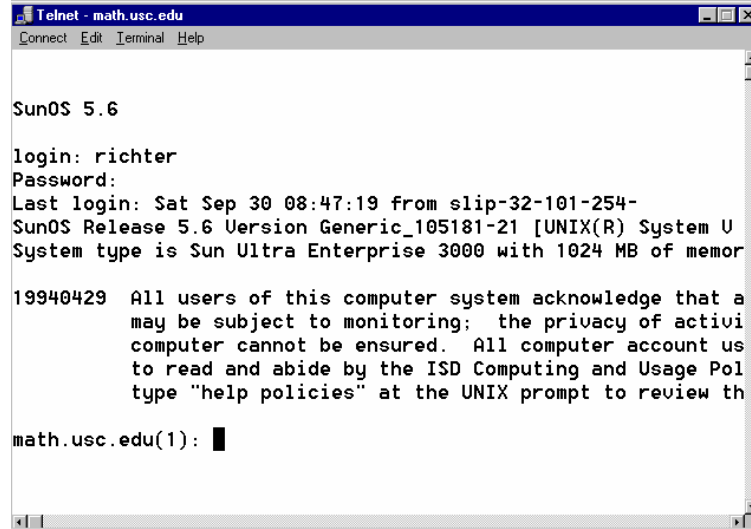 Telnet - math.usc.edu
Connect Edit Terminal Help
SunOS 5.6
login: richter
Password:
Last login: Sat Sep 30 08:47:19 from slip-32-101-254-
SunOS Release 5.6 Version Generic_105181-21 [UNIX(R) System V
System type is Sun Ultra Enterprise 3000 with 1024 MB of memor
19940429 All users of this computer system acknowledge that a
may be subject to monitoring; the privacy of activi
computer cannot be ensured. All computer account us
to read and abide by the ISD Computing and Usage Pol
type "help policies" at the UNIX prompt to review th
math.usc.edu(1):